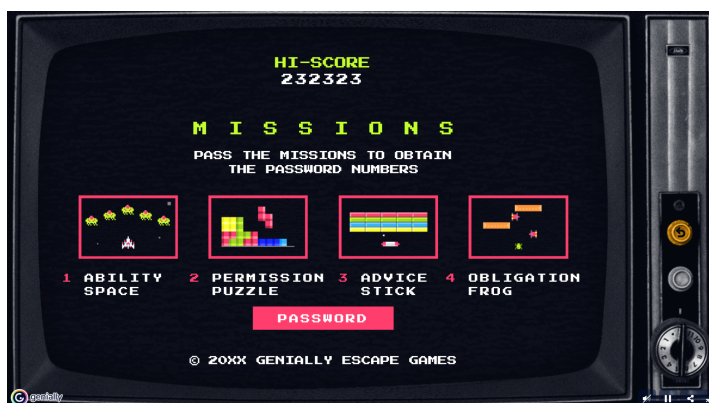 HI-SCORE
232323
MISSIONS
PASS THE MISSIONS TO OBTAIN
THE PASSWORD NUMBERS
1 ABILITY
SPACE
2 PERMISSION
PUZZLE
3 ADVICE
STICK
4 OBLIGATION
FROG
PASSWORD
© 20XX GENIALLY ESCAPE GAMES
genially